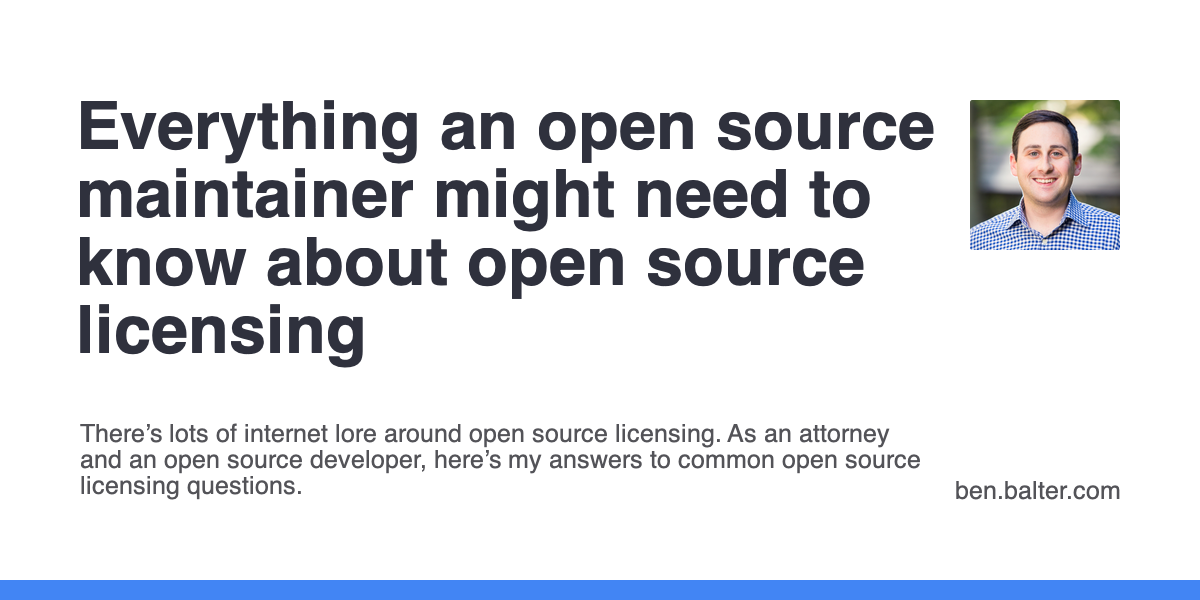 Everything an open source
maintainer might need to
know about open source
licensing
There’s lots of internet lore around open source licensing. As an attorney
and an open source developer, here’s my answers to common open source
licensing questions.
ben.balter.com